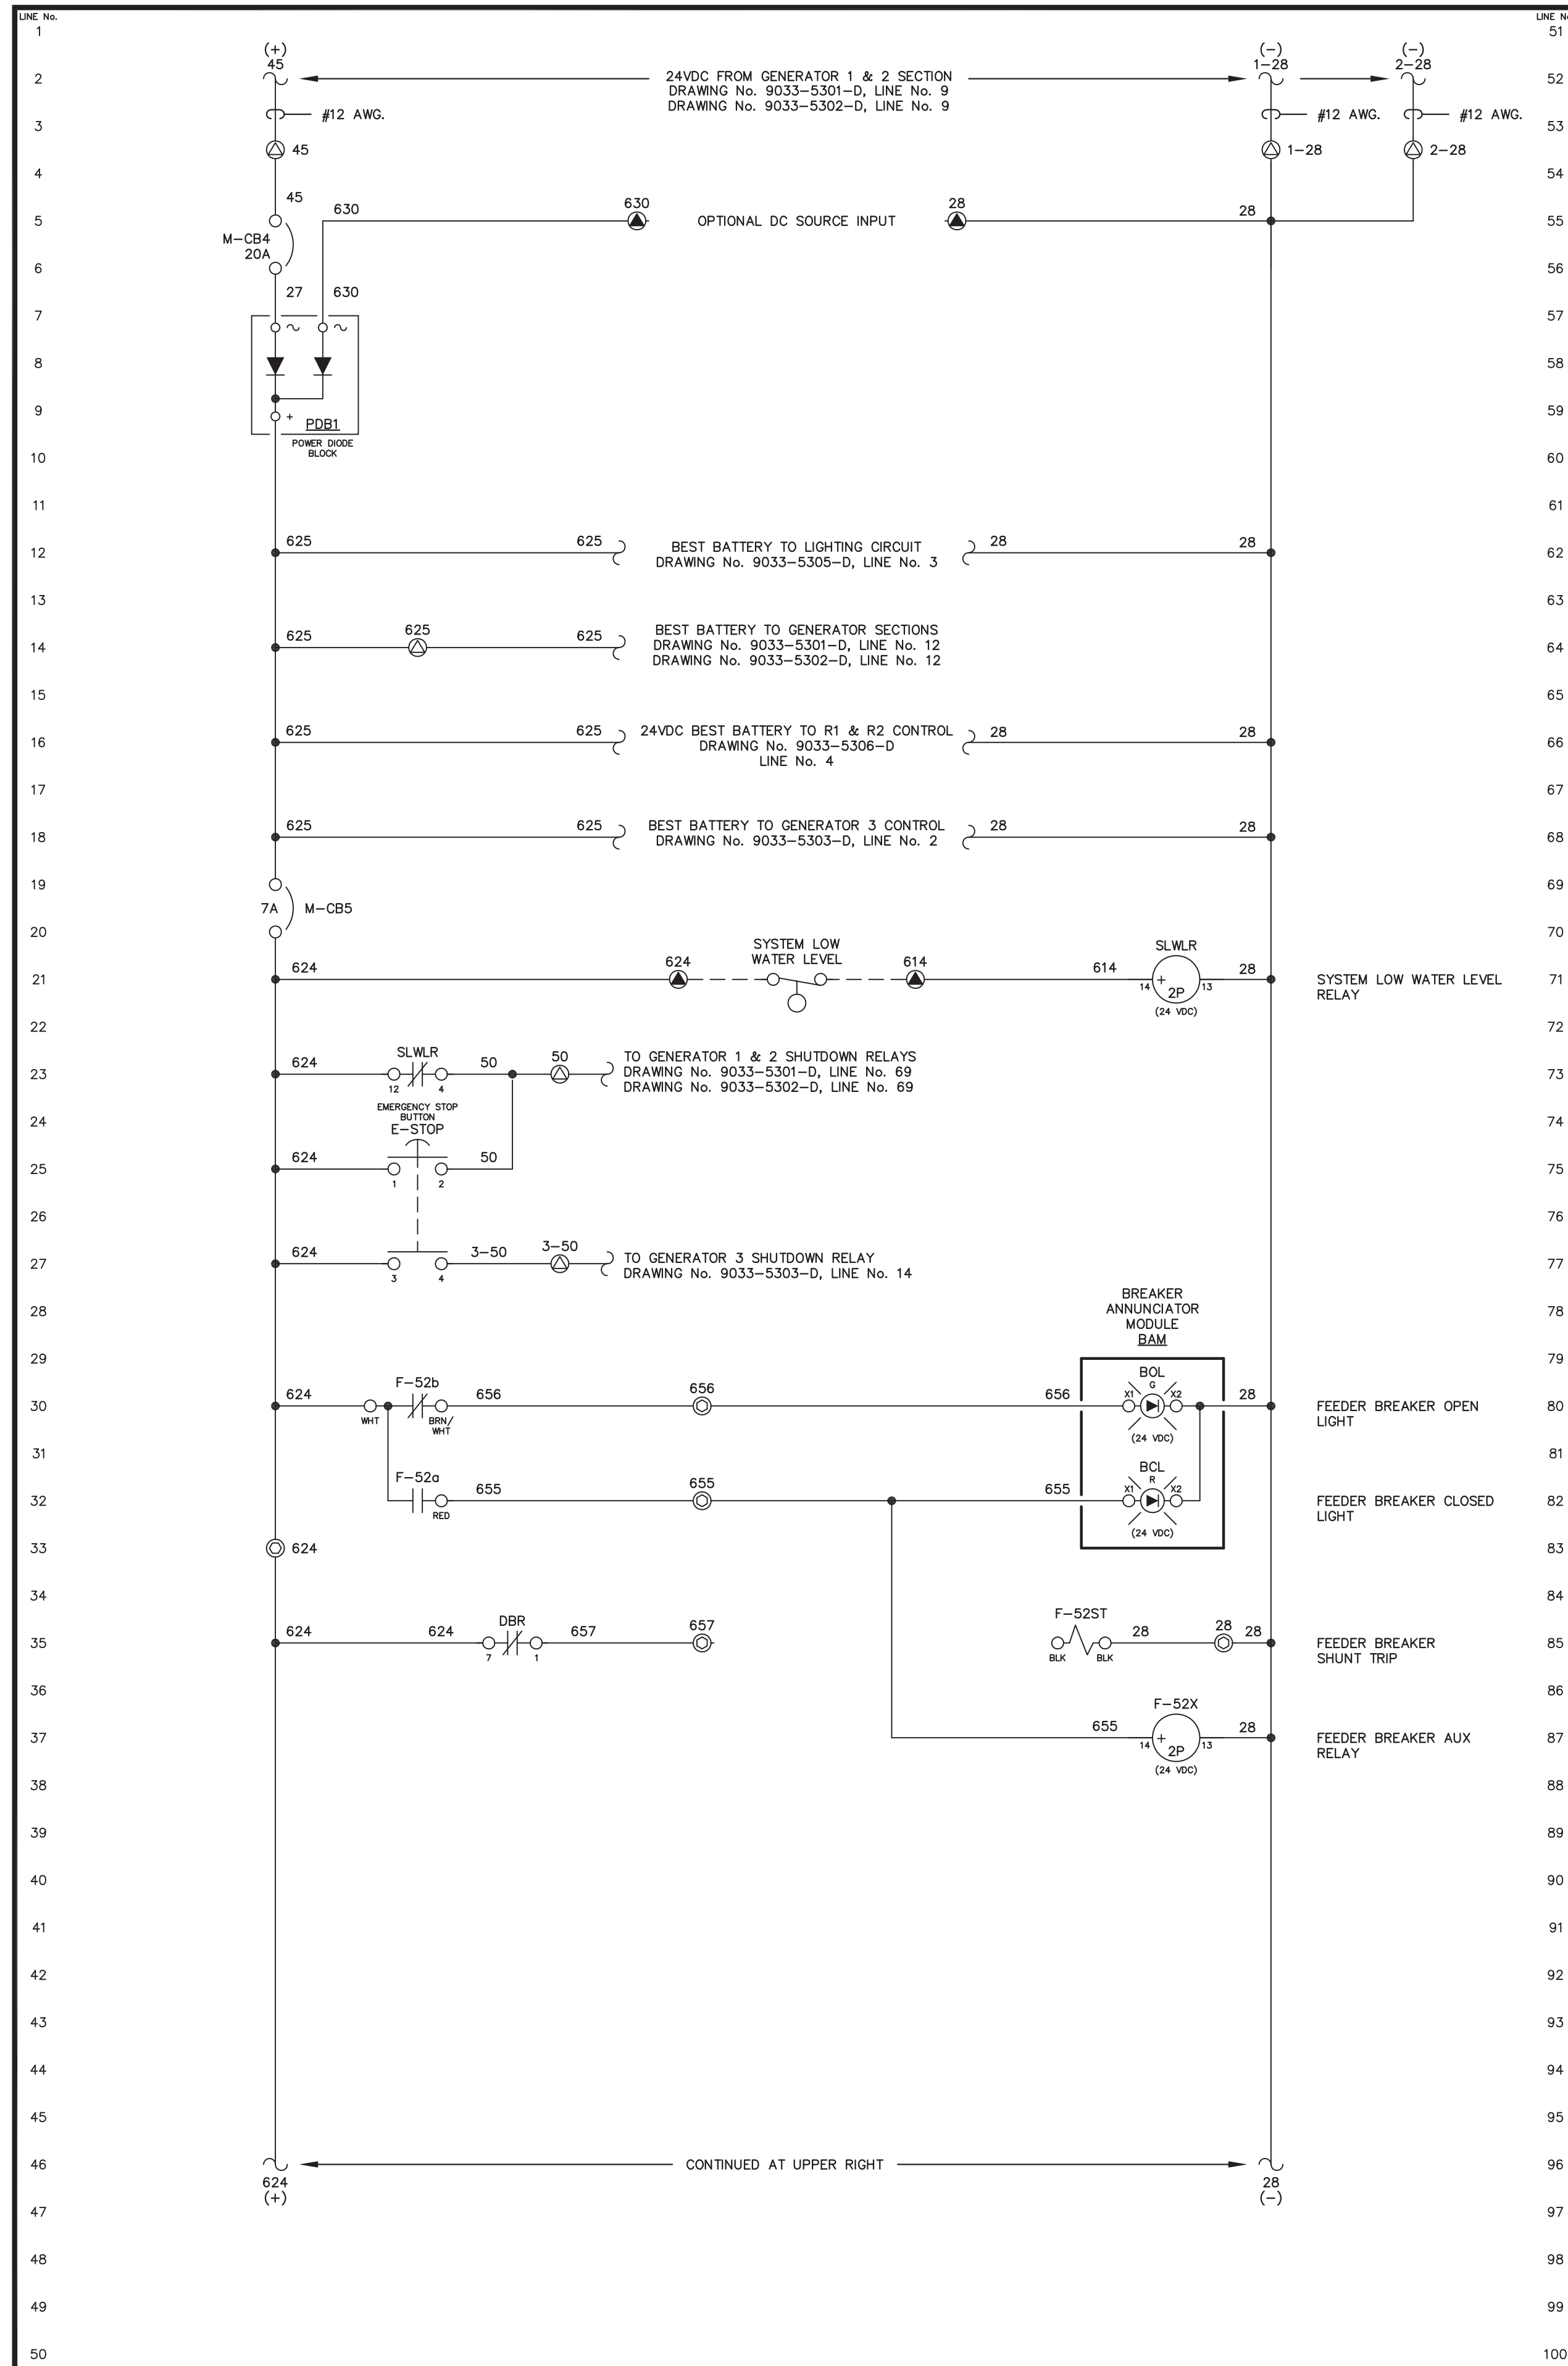 LINE No.
LINE N
1
51
(+)
45
(-)
1-28
(-)
2-28
2
24VDC FROM GENERATOR 1 & 2 SECTION
DRAWING No. 9033-5301-D, LINE No. 9
DRAWING No. 9033-5302-D, LINE No. 9
52
#12 AWG.
#12 AWG.
#12 AWG.
3
53
45
1-28
2-28
4
54
45
630
630
28
28
5
OPTIONAL DC SOURCE INPUT
55
M-CB4
20A
6
56
27
630
7
57
8
58
9
+
PDB1
59
POWER DIODE
BLOCK
10
60
11
61
625
625
28
28
12
BEST BATTERY TO LIGHTING CIRCUIT
DRAWING No. 9033-5305-D, LINE No. 3
62
13
63
625
625
625
14
BEST BATTERY TO GENERATOR SECTIONS
DRAWING No. 9033-5301-D, LINE No. 12
DRAWING No. 9033-5302-D, LINE No. 12
64
15
65
625
625
28
28
16
24VDC BEST BATTERY TO R1 & R2 CONTROL
DRAWING No. 9033-5306-D
LINE No. 4
66
17
67
625
625
28
28
18
BEST BATTERY TO GENERATOR 3 CONTROL
DRAWING No. 9033-5303-D, LINE No. 2
68
19
69
7A
M-CB5
20
70
SYSTEM LOW
WATER LEVEL
SLWLR
624
624
614
614
28
21
14
+
2P
13
(24 VDC)
SYSTEM LOW WATER LEVEL
RELAY
71
22
72
SLWLR
624
50
50
23
12
4
TO GENERATOR 1 & 2 SHUTDOWN RELAYS
DRAWING No. 9033-5301-D, LINE No. 69
DRAWING No. 9033-5302-D, LINE No. 69
73
EMERGENCY STOP
BUTTON
E-STOP
24
74
624
50
25
1
2
75
26
76
624
3-50
3-50
27
3
4
TO GENERATOR 3 SHUTDOWN RELAY
DRAWING No. 9033-5303-D, LINE No. 14
77
BREAKER
ANNUNCIATOR
MODULE
BAM
28
78
29
79
F-52b
BOL
G
624
656
656
656
X1
X2
28
30
WHT
BRN/
WHT
(24 VDC)
FEEDER BREAKER OPEN
LIGHT
80
31
81
F-52a
BCL
R
655
655
655
X1
X2
32
RED
(24 VDC)
FEEDER BREAKER CLOSED
LIGHT
82
33
624
83
34
84
DBR
F-52ST
624
624
657
657
28
28
28
35
7
1
BLK
BLK
FEEDER BREAKER
SHUNT TRIP
85
36
86
F-52X
655
28
37
14
+
2P
13
(24 VDC)
FEEDER BREAKER AUX
RELAY
87
38
88
39
89
40
90
41
91
42
92
43
93
44
94
45
95
46
CONTINUED AT UPPER RIGHT
96
624
(+)
28
(-)
47
97
48
98
49
99
50
100